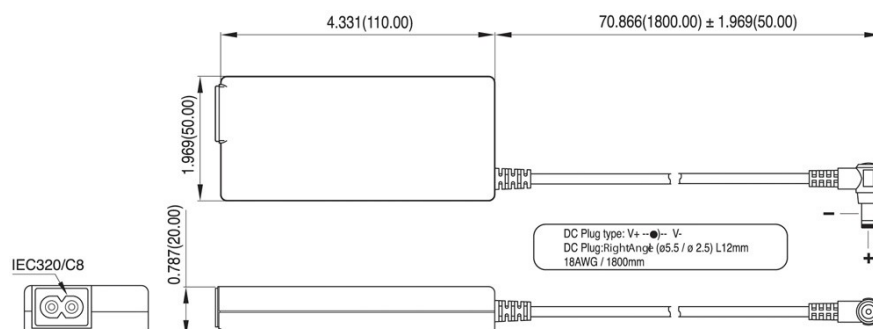 4.331(110.00)
70.866(1800.00) ± 1.969(50.00)
1.969(50.00)
DC Plug type: V+ --●)-- V-
DC Plug:RightAngle (ø5.5 / ø 2.5) L12mm
18AWG / 1800mm
-
+
0.787(20.00)
IEC320/C8